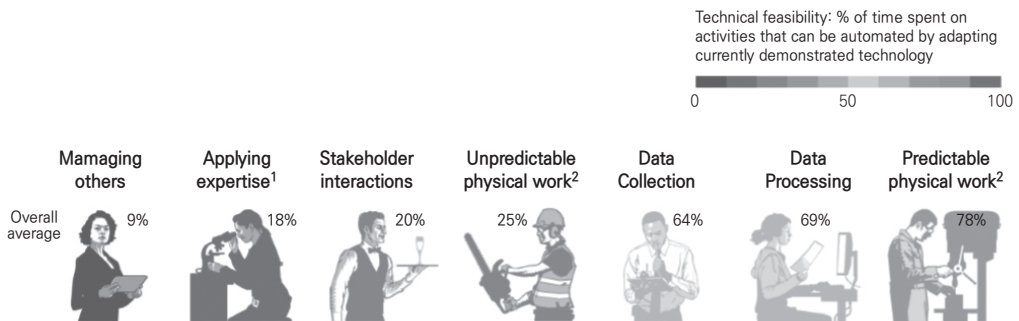 Technical feasibility: % of time spent on
activities that can be automated by adapting
currently demonstrated technology
0 50 100
Mamaging
others
Applying
expertise1
Stakeholder
interactions
Unpredictable
physical work2
Data
Collection
Data
Processing
Predictable
physical work2
Overall
average
9%
18%
20%
25%
64%
69%
78%